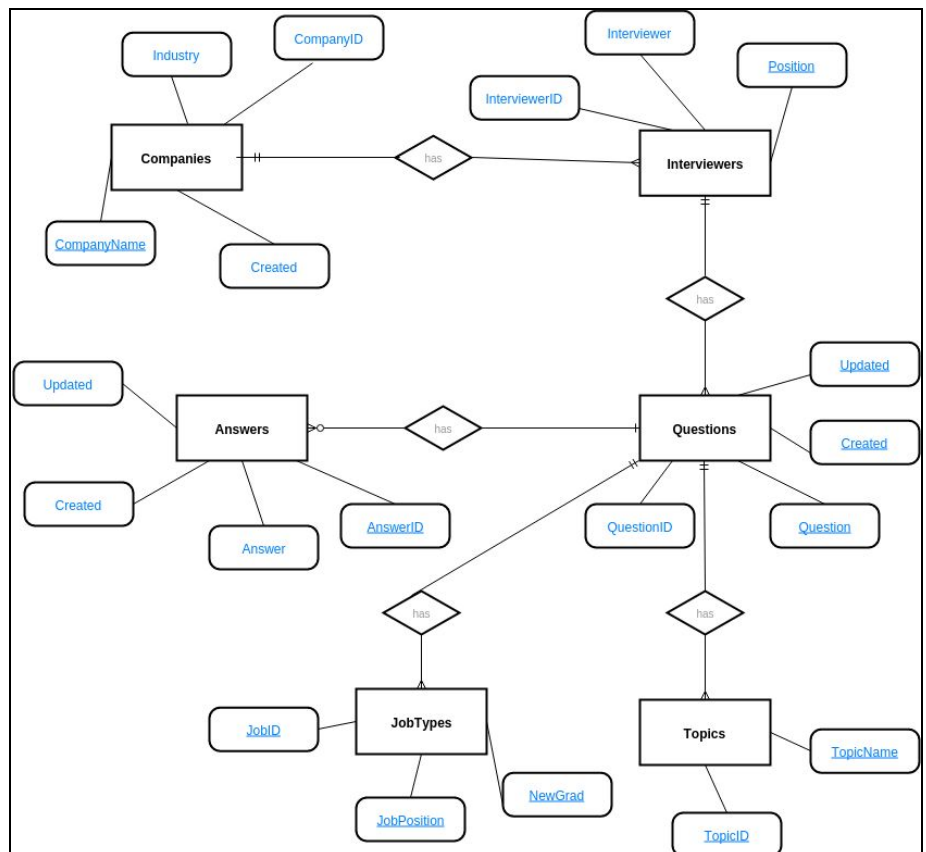 Interviewer
CompanyID
Industry
Position
InterviewerID
Companies
has
Interviewers
CompanyName
Created
has
Updated
Updated
Answers
has
Questions
Created
Created
Answer
AnswerID
QuestionID
Question
has
has
JobID
JobTypes
Topics
TopicName
NewGrad
JobPosition
TopicID